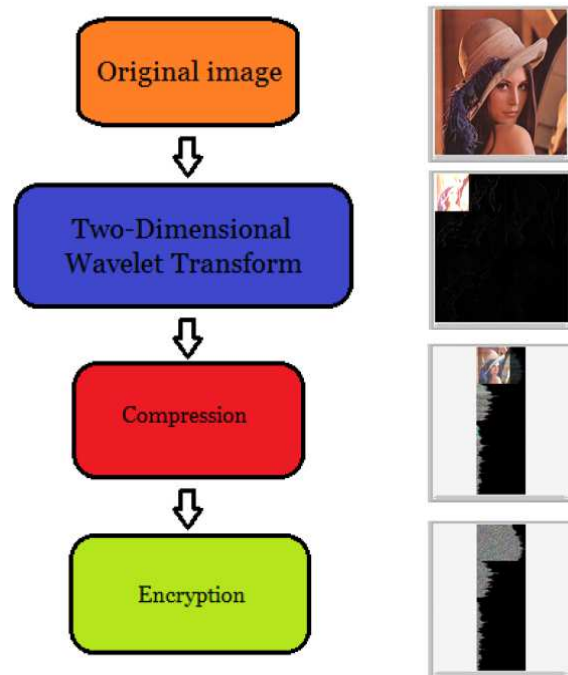 Original image
Two-Dimensional
Wavelet Transform
Compression
Encryption